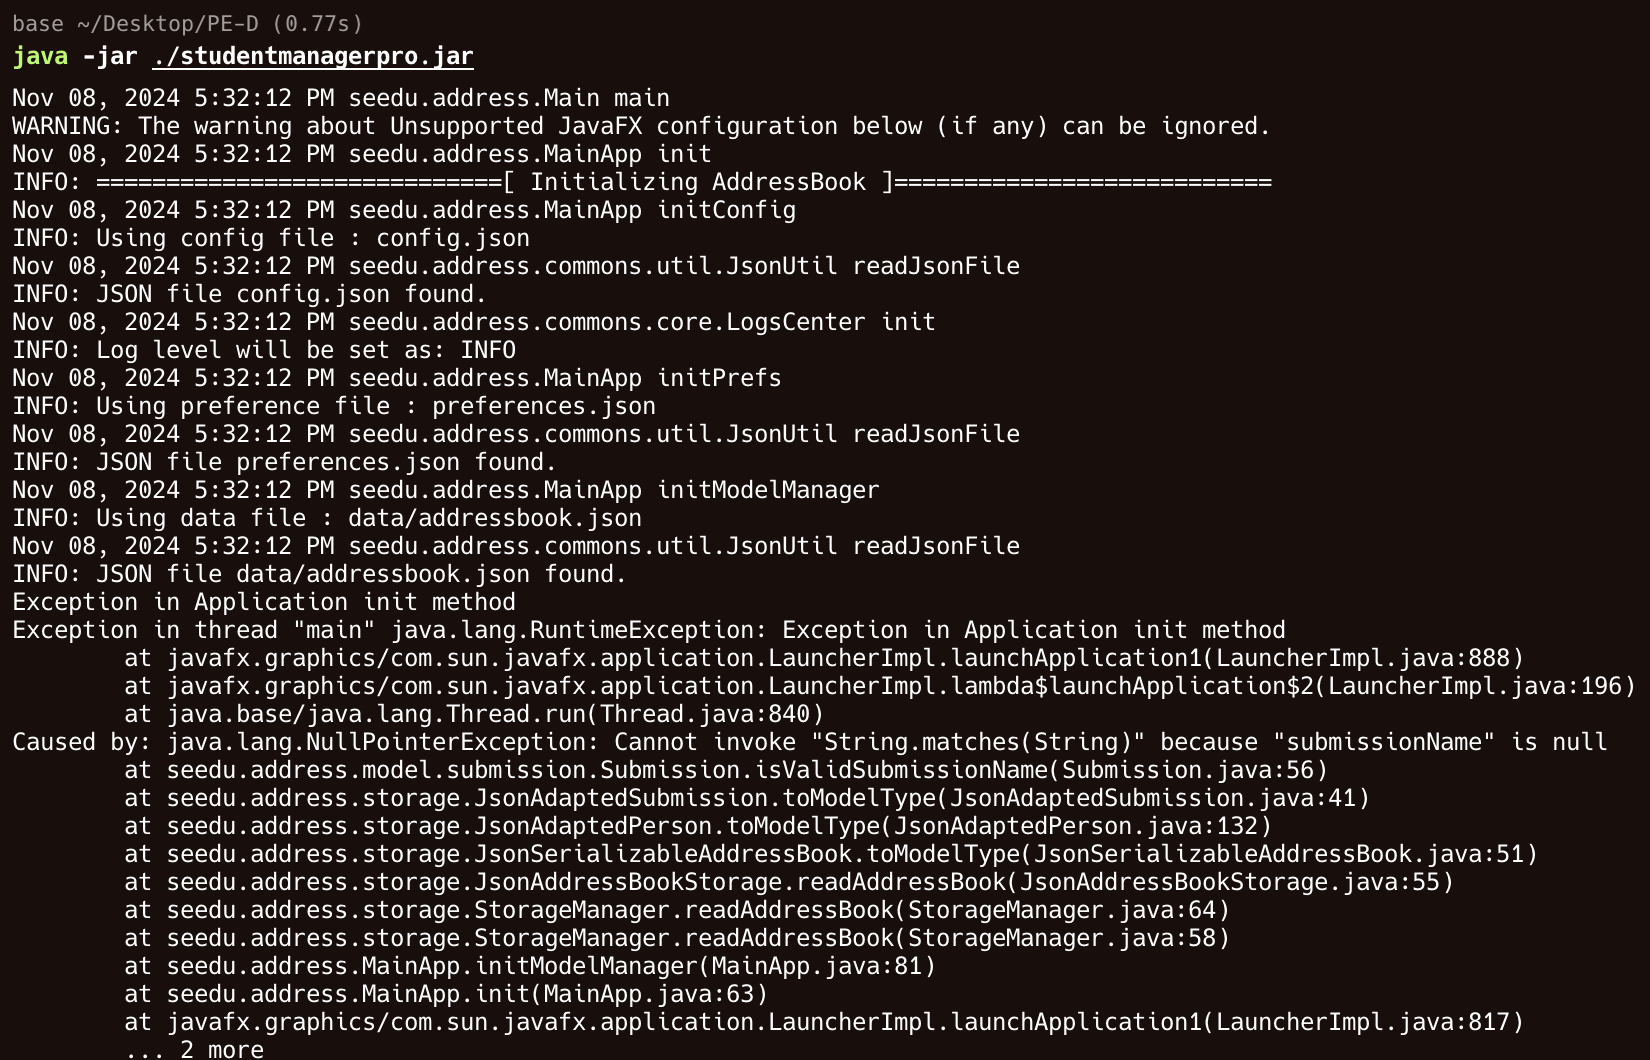 base ~/Desktop/PE-D (0.77s)
java -jar ./studentmanagerpro.jar
Nov 08, 2024 5:32:12 PM seedu.address.Main main
WARNING: The warning about Unsupported JavaFX configuration below (if any) can be ignored.
Nov 08, 2024 5:32:12 PM seedu.address.MainApp init
INFO: =============================[ Initializing AddressBook ]===========================
Nov 08, 2024 5:32:12 PM seedu.address.MainApp initConfig
INFO: Using config file : config.json
Nov 08, 2024 5:32:12 PM seedu.address.commons.util.JsonUtil readJsonFile
INFO: JSON file config.json found.
Nov 08, 2024 5:32:12 PM seedu.address.commons.core.LogsCenter init
INFO: Log level will be set as: INFO
Nov 08, 2024 5:32:12 PM seedu.address.MainApp initPrefs
INFO: Using preference file : preferences.json
Nov 08, 2024 5:32:12 PM seedu.address.commons.util.JsonUtil readJsonFile
INFO: JSON file preferences.json found.
Nov 08, 2024 5:32:12 PM seedu.address.MainApp initModelManager
INFO: Using data file : data/addressbook.json
Nov 08, 2024 5:32:12 PM seedu.address.commons.util.JsonUtil readJsonFile
INFO: JSON file data/addressbook.json found.
Exception in Application init method
Exception in thread "main" java.lang.RuntimeException: Exception in Application init method
        at javafx.graphics/com.sun.javafx.application.LauncherImpl.launchApplication1(LauncherImpl.java:888)
        at javafx.graphics/com.sun.javafx.application.LauncherImpl.lambda$launchApplication$2(LauncherImpl.java:196)
        at java.base/java.lang.Thread.run(Thread.java:840)
Caused by: java.lang.NullPointerException: Cannot invoke "String.matches(String)" because "submissionName" is null
        at seedu.address.model.submission.Submission.isValidSubmissionName(Submission.java:56)
        at seedu.address.storage.JsonAdaptedSubmission.toModelType(JsonAdaptedSubmission.java:41)
        at seedu.address.storage.JsonAdaptedPerson.toModelType(JsonAdaptedPerson.java:132)
        at seedu.address.storage.JsonSerializableAddressBook.toModelType(JsonSerializableAddressBook.java:51)
        at seedu.address.storage.JsonAddressBookStorage.readAddressBook(JsonAddressBookStorage.java:55)
        at seedu.address.storage.StorageManager.readAddressBook(StorageManager.java:64)
        at seedu.address.storage.StorageManager.readAddressBook(StorageManager.java:58)
        at seedu.address.MainApp.initModelManager(MainApp.java:81)
        at seedu.address.MainApp.init(MainApp.java:63)
        at javafx.graphics/com.sun.javafx.application.LauncherImpl.launchApplication1(LauncherImpl.java:817)
        ... 2 more